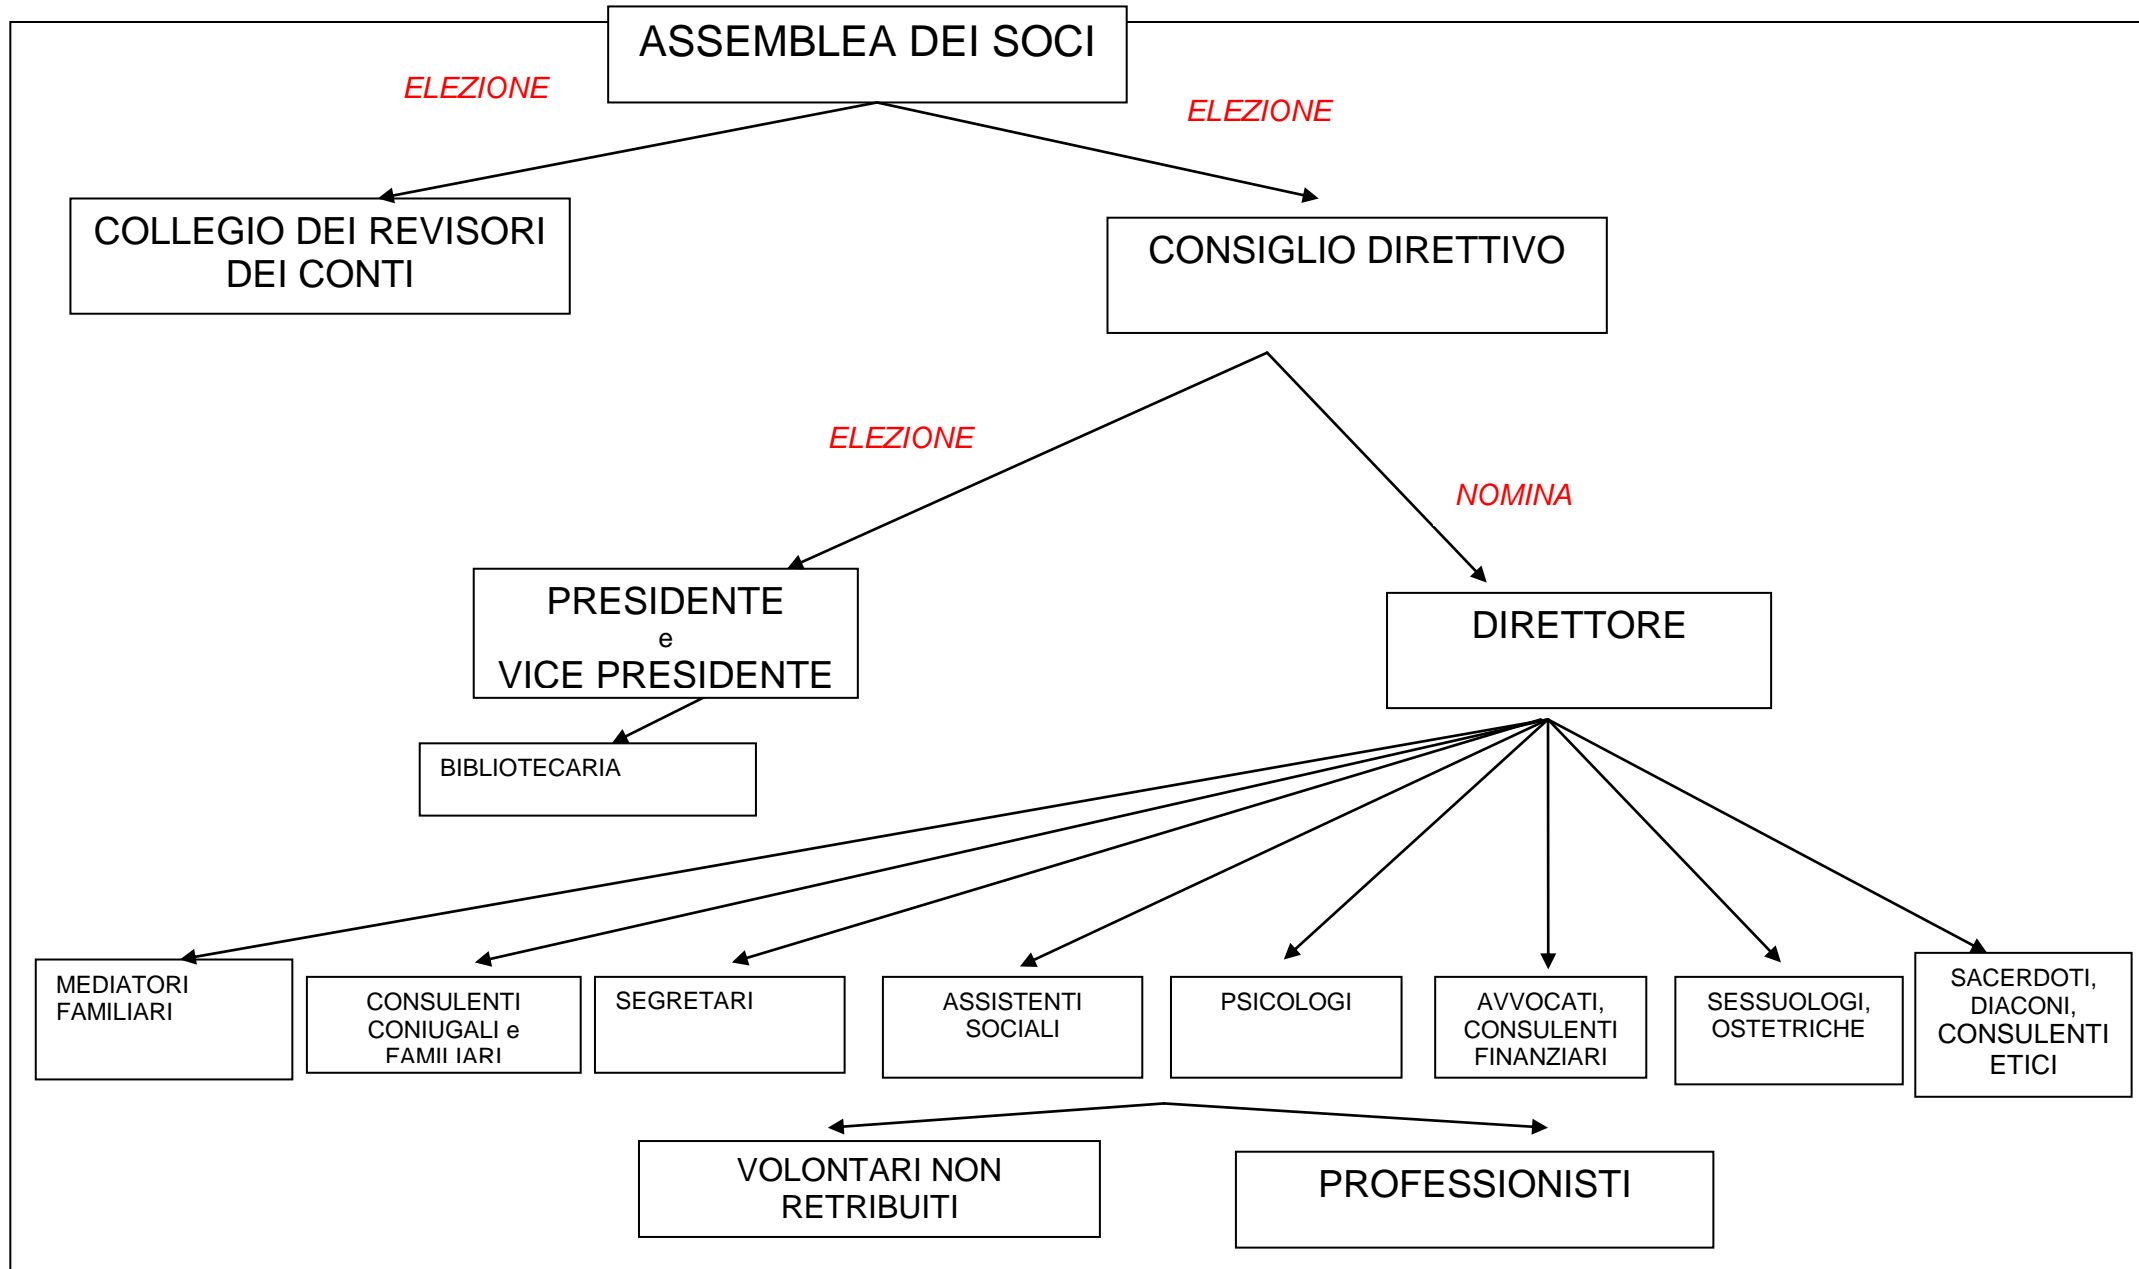 ASSEMBLEA DEI SOCI
ELEZIONE
ELEZIONE
COLLEGIO DEI REVISORI
DEI CONTI
CONSIGLIO DIRETTIVO
ELEZIONE
NOMINA
PRESIDENTE
e
VICE PRESIDENTE
DIRETTORE
BIBLIOTECARIA
MEDIATORI
FAMILIARI
CONSULENTI
CONIUGALI e
FAMILIARI
SEGRETARI
ASSISTENTI
SOCIALI
PSICOLOGI
AVVOCATI,
CONSULENTI
FINANZIARI
SESSUOLOGI,
OSTETRICHE
SACERDOTI,
DIACONI,
CONSULENTI
ETICI
VOLONTARI NON
RETRIBUITI
PROFESSIONISTI